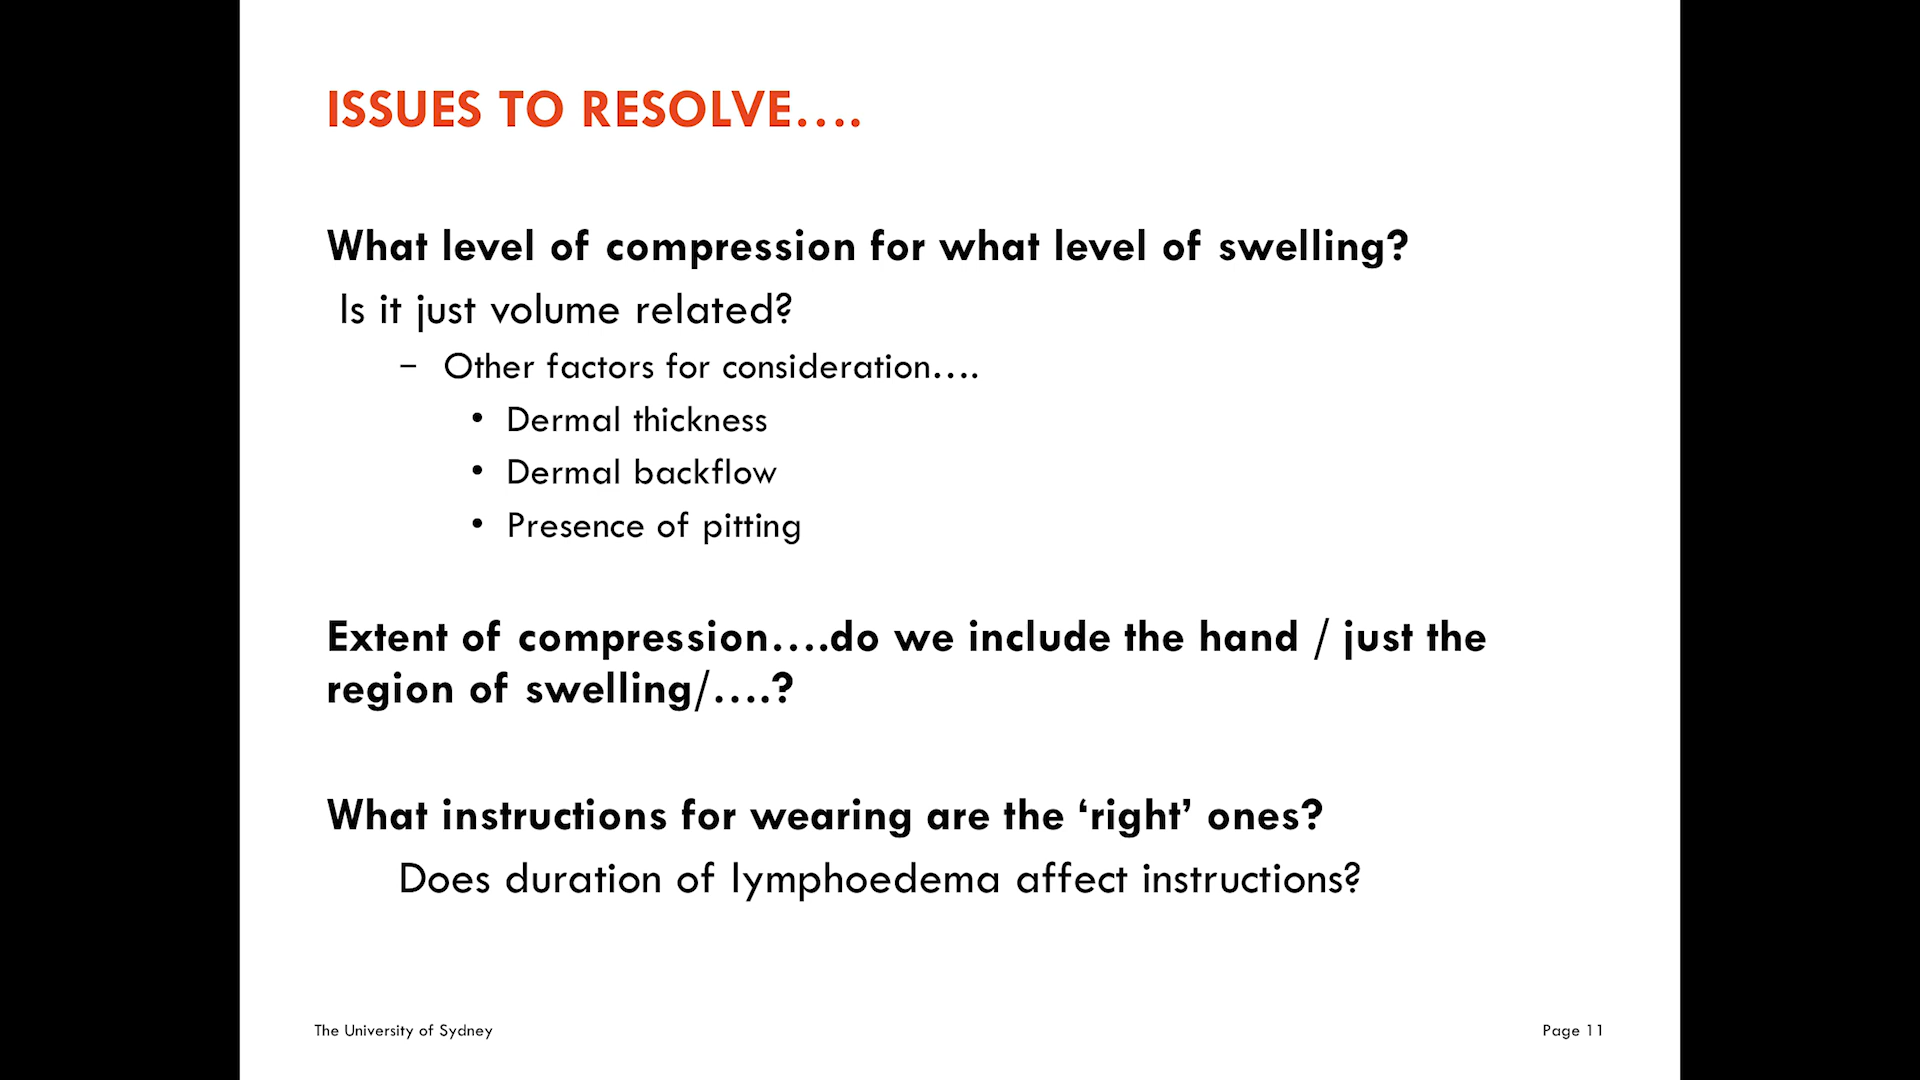 ISSUES TO RESOLVE….
What level of compression for what level of swelling?
Is it just volume related?
– Other factors for consideration….
• Dermal thickness
• Dermal backflow
• Presence of pitting
Extent of compression….do we include the hand / just the
region of swelling/….?
What instructions for wearing are the ‘right’ ones?
Does duration of lymphoedema affect instructions?
The University of Sydney
Page 11